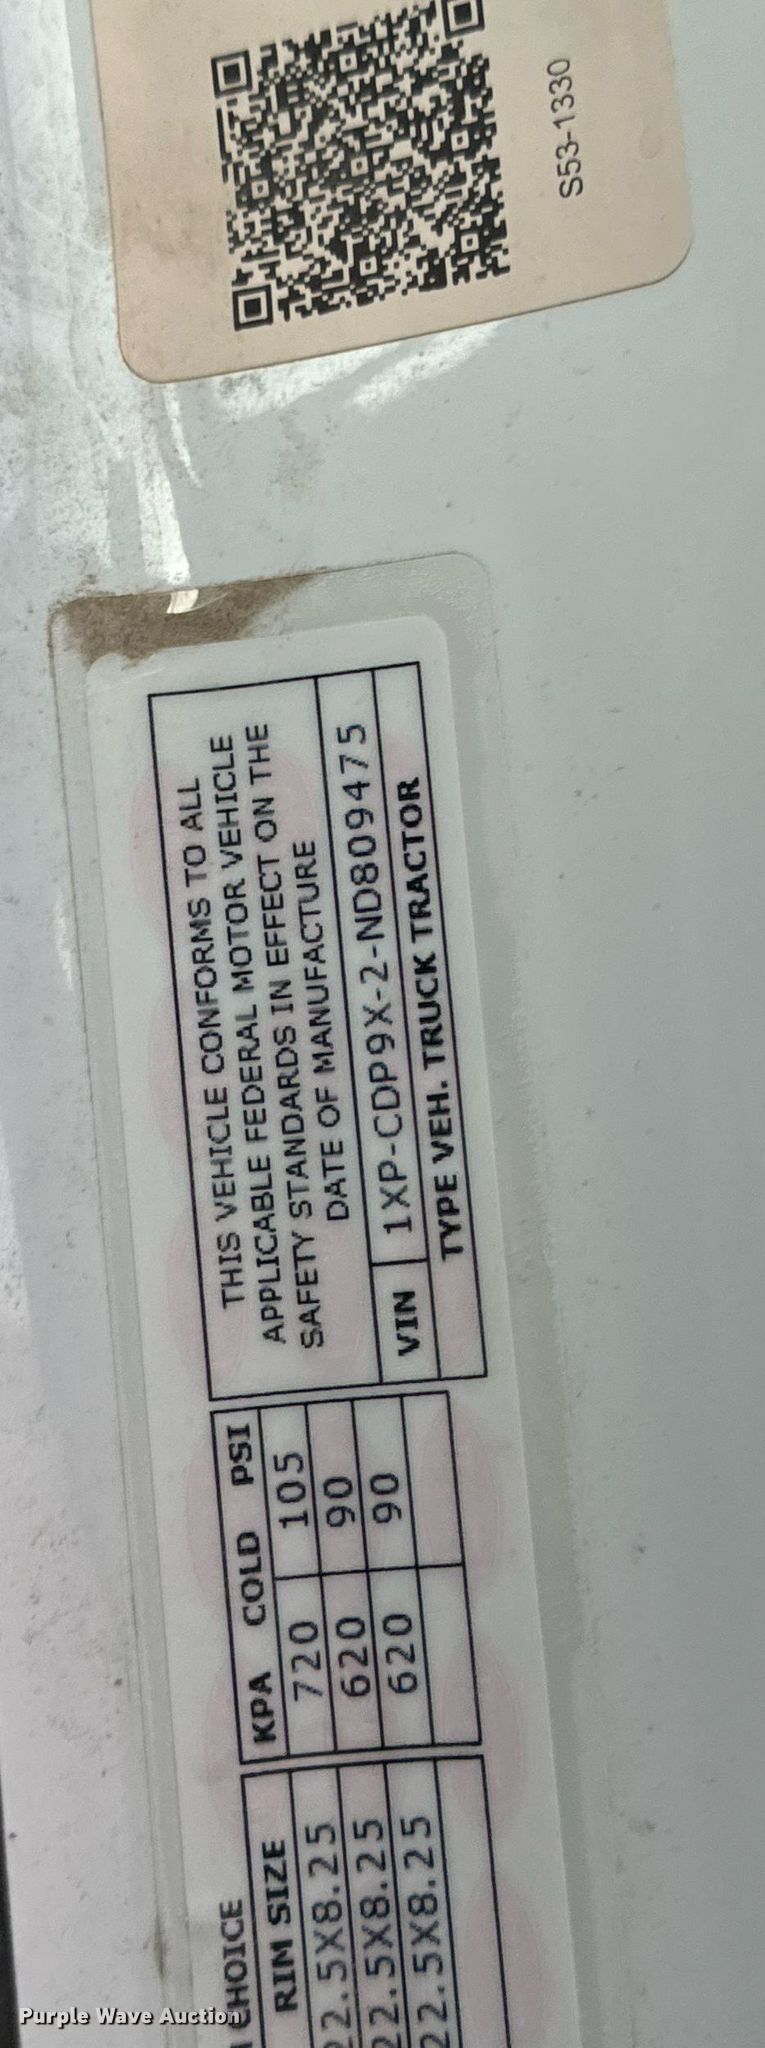 S53-1330
THIS VEHICLE CONFORMS TO ALL
APPLICABLE FEDERAL MOTOR VEHICLE
SAFETY STANDARDS IN EFFECT ON THE
DATE OF MANUFACTURE
VIN 1XP-CDP9X-2-ND809475
TYPE VEH. TRUCK TRACTOR
KPA COLD PSI
720 105
620 90
620 90
CHOICE
RIM SIZE
22.5X8.25
22.5X8.25
22.5X8.25
Purple Wave Auction